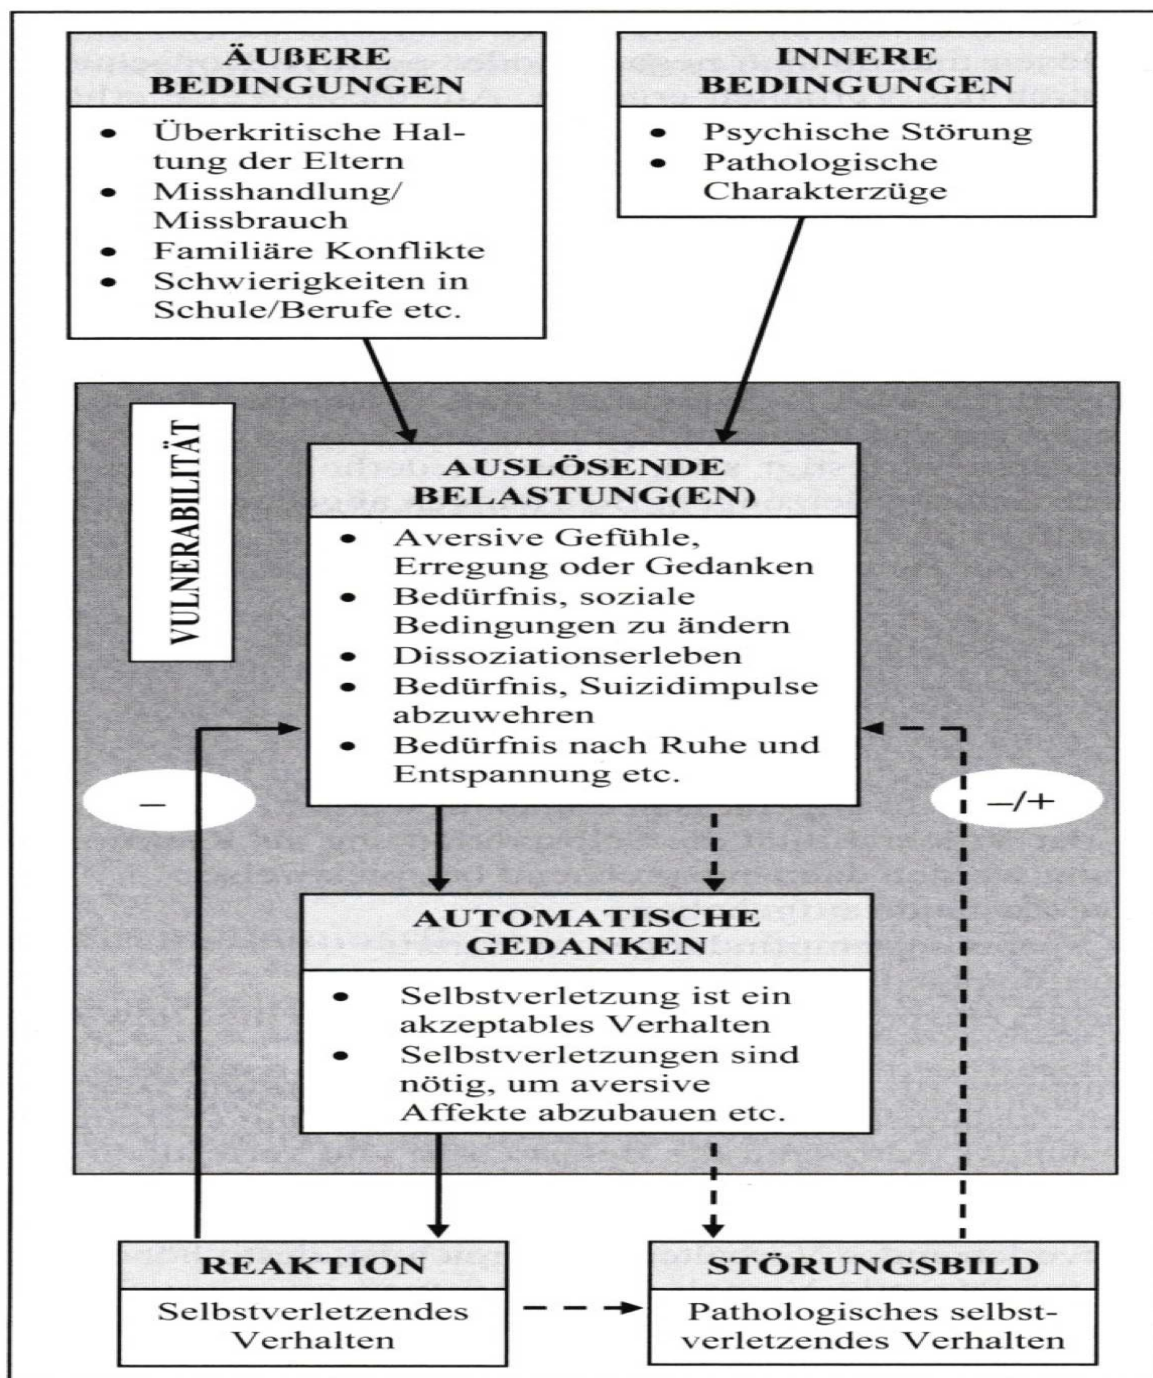 ÄUßERE
BEDINGUNGEN
• Überkritische Hal-
tung der Eltern
• Misshandlung/
Missbrauch
• Familiäre Konflikte
• Schwierigkeiten in
Schule/Berufe etc.
INNERE
BEDINGUNGEN
• Psychische Störung
• Pathologische
Charakterzüge
VULNERABILITÄT
AUSLÖSENDE
BELASTUNG(EN)
• Aversive Gefühle,
Erregung oder Gedanken
• Bedürfnis, soziale
Bedingungen zu ändern
• Dissoziationserleben
• Bedürfnis, Suizidimpulse
abzuwehren
• Bedürfnis nach Ruhe und
Entspannung etc.
–
–/+
AUTOMATISCHE
GEDANKEN
• Selbstverletzung ist ein
akzeptables Verhalten
• Selbstverletzungen sind
nötig, um aversive
Affekte abzubauen etc.
REAKTION
Selbstverletzendes
Verhalten
STÖRUNGSBILD
Pathologisches selbst-
verletzendes Verhalten